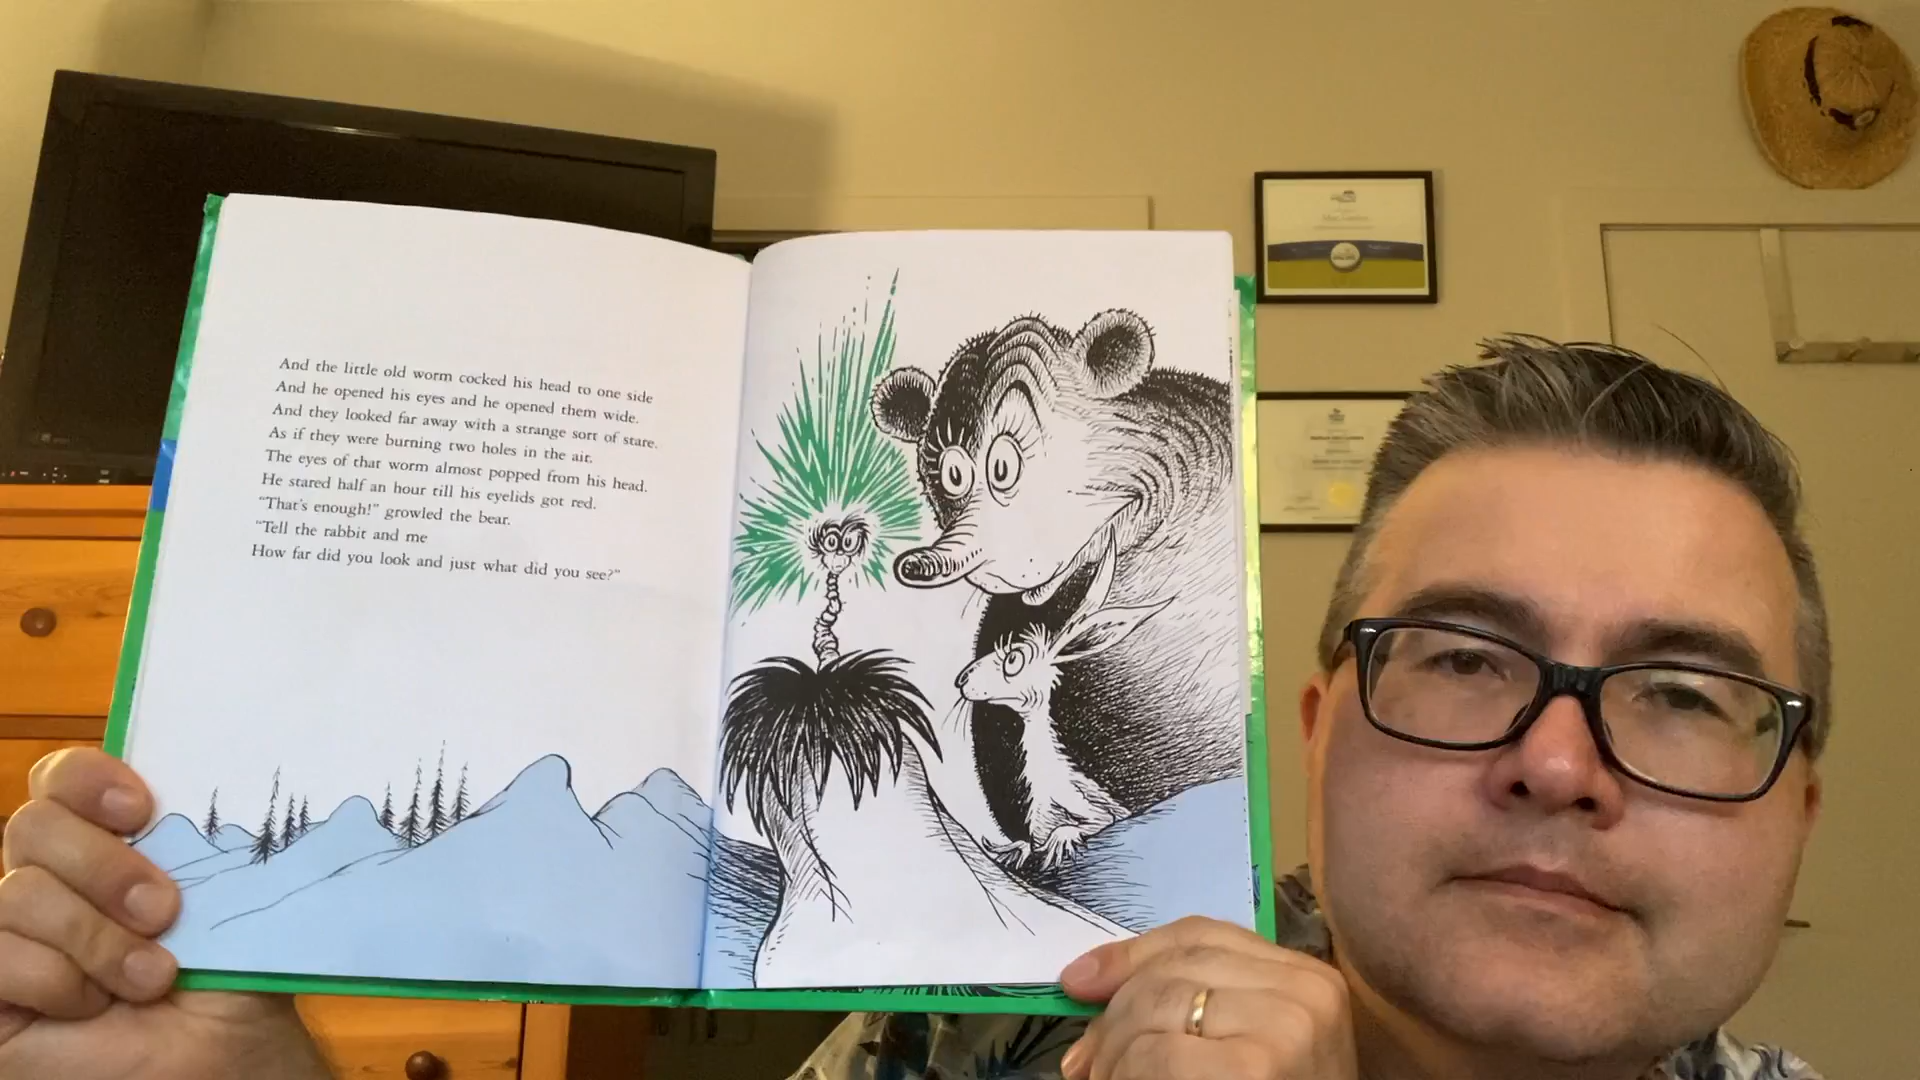 And the little old worm cocked his head to one side
And he opened his eyes and he opened them wide.
And they looked far away with a strange sort of stare.
As if they were burning two holes in the air.
The eyes of that worm almost popped from his head.
He stared half an hour till his eyelids got red.
“That’s enough!” growled the bear.
“Tell the rabbit and me
How far did you look and just what did you see?”